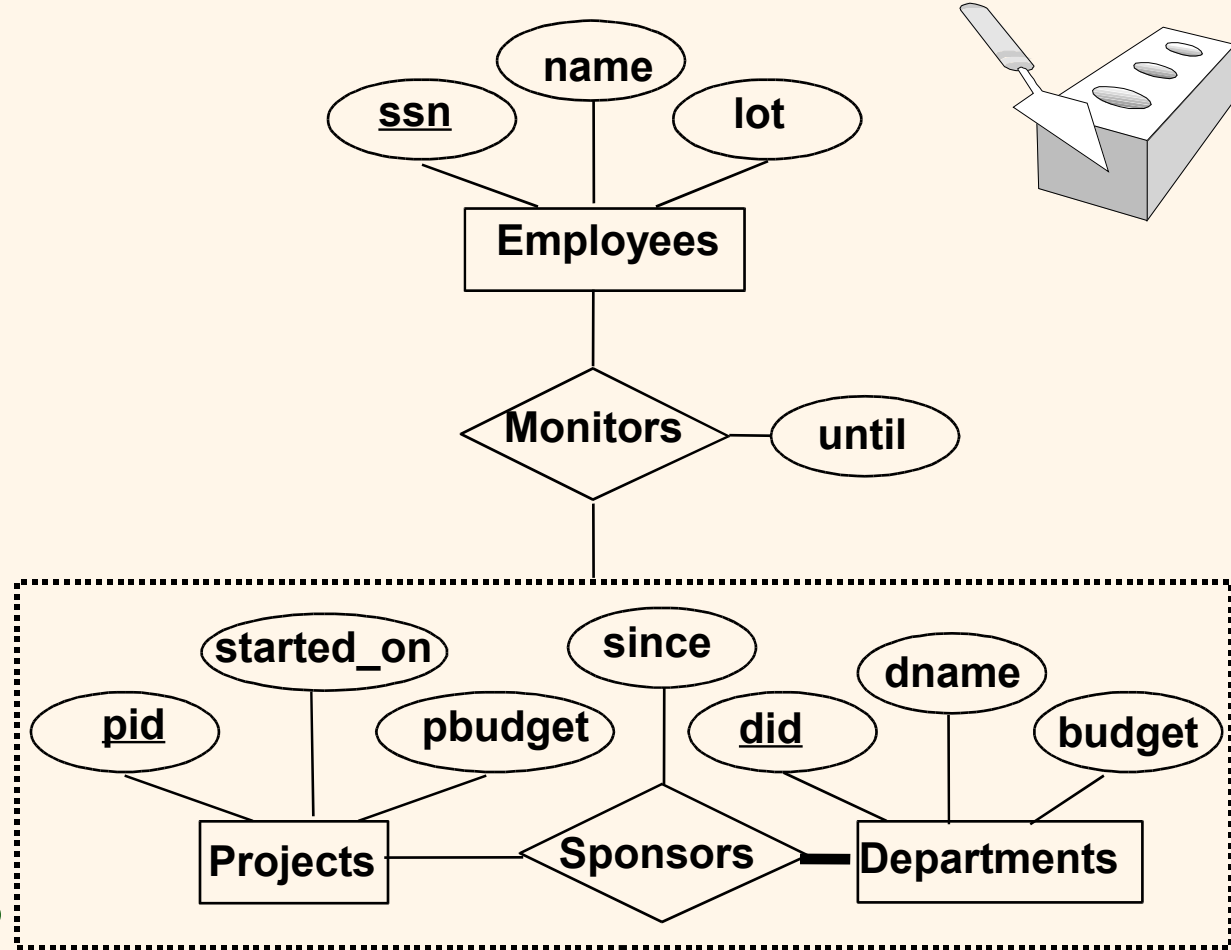 name
ssn
lot
Employees
Monitors
until
started_on
since
dname
pid
pbudget
did
budget
Projects
Sponsors
Departments